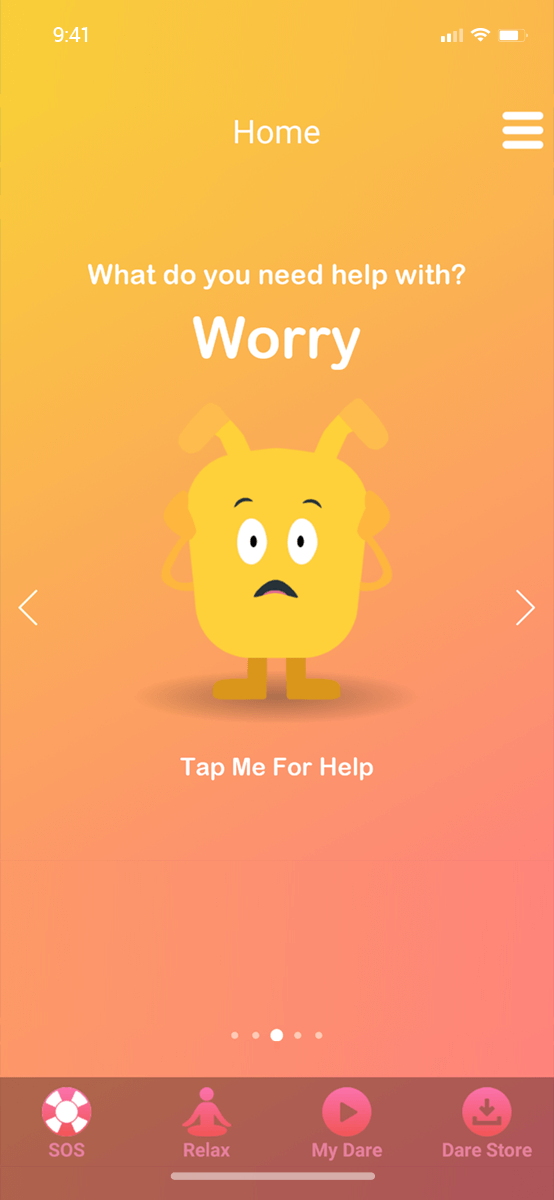 9:41
Home
What do you need help with?
Worry
Tap Me For Help
SOS
Relax
My Dare
Dare Store